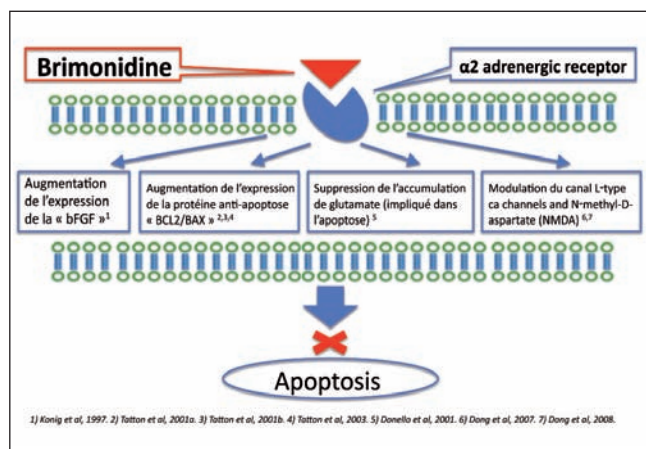 Brimonidine
α2 adrenergic receptor
Augmentation
de l'expression
de la « bFGF »1
Augmentation de l'expression
de la protéine anti-apoptose
« BCL2/BAX » 2,3,4
Suppression de l'accumulation
de glutamate (impliqué dans
l'apoptose) 5
Modulation du canal L-type
ca channels and N-methyl-D-
aspartate (NMDA) 6,7
Apoptosis
1) Konig et al, 1997. 2) Tatton et al, 2001a. 3) Tatton et al, 2001b. 4) Tatton et al, 2003. 5) Donello et al, 2001. 6) Dong et al, 2007. 7) Dong et al, 2008.